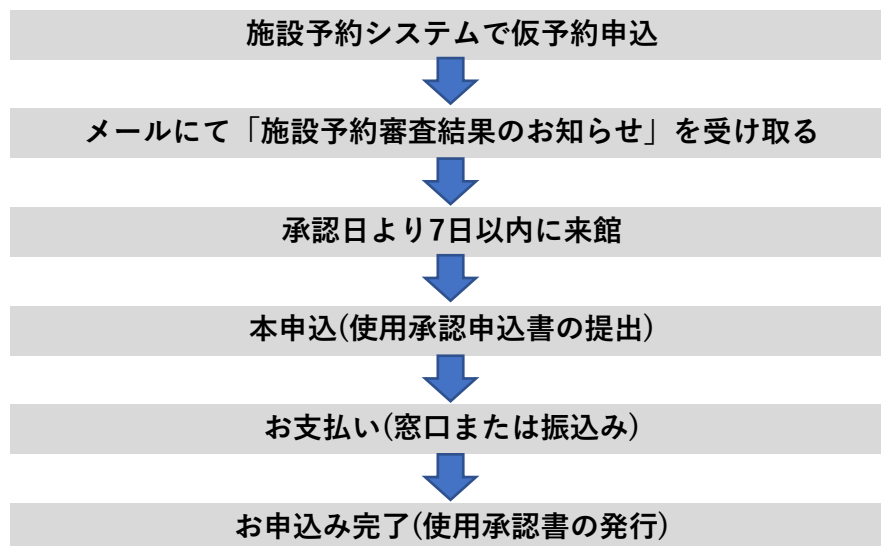 施設予約システムで仮予約申込
メールにて「施設予約審査結果のお知らせ」を受け取る
承認日より7日以内に来館
本申込(使用承認申込書の提出)
お支払い(窓口または振込み)
お申込み完了(使用承認書の発行)